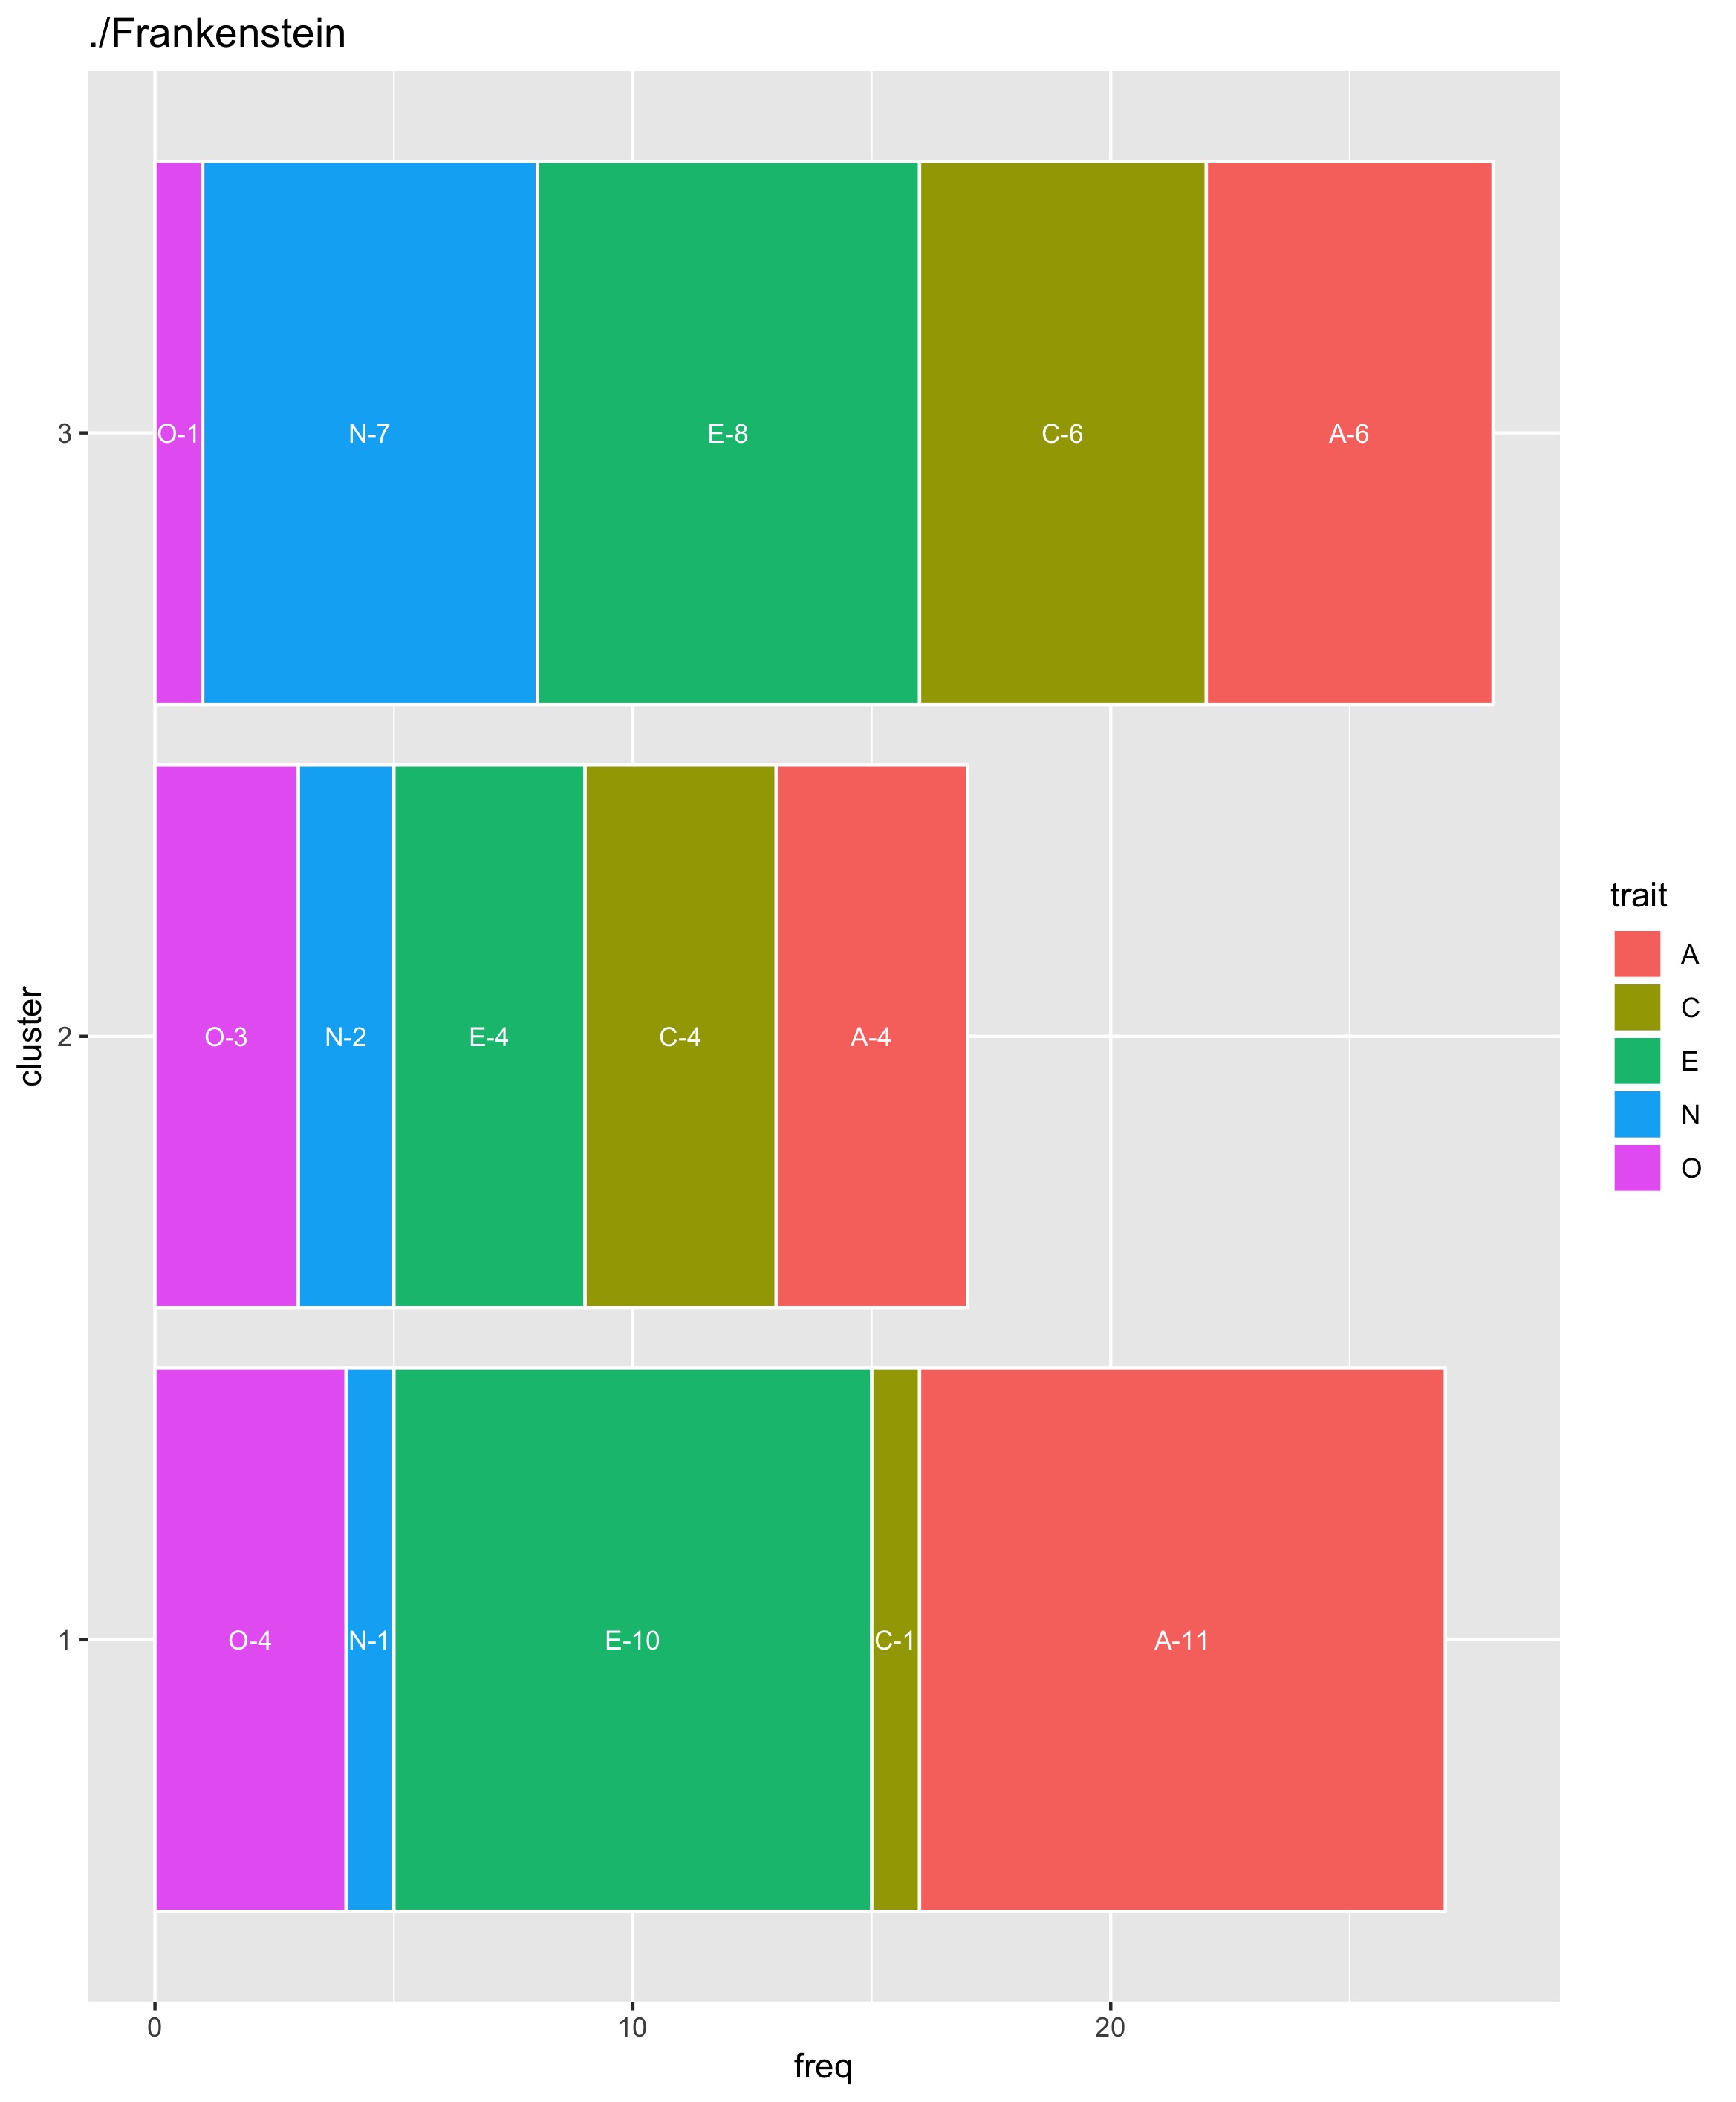 ./Frankenstein
3
O-1 N-7 E-8 C-6 A-6
cluster
2
O-3 N-2 E-4 C-4 A-4
1
O-4 N-1 E-10 C-1 A-11
0 10 20
freq
trait
A
C
E
N
O